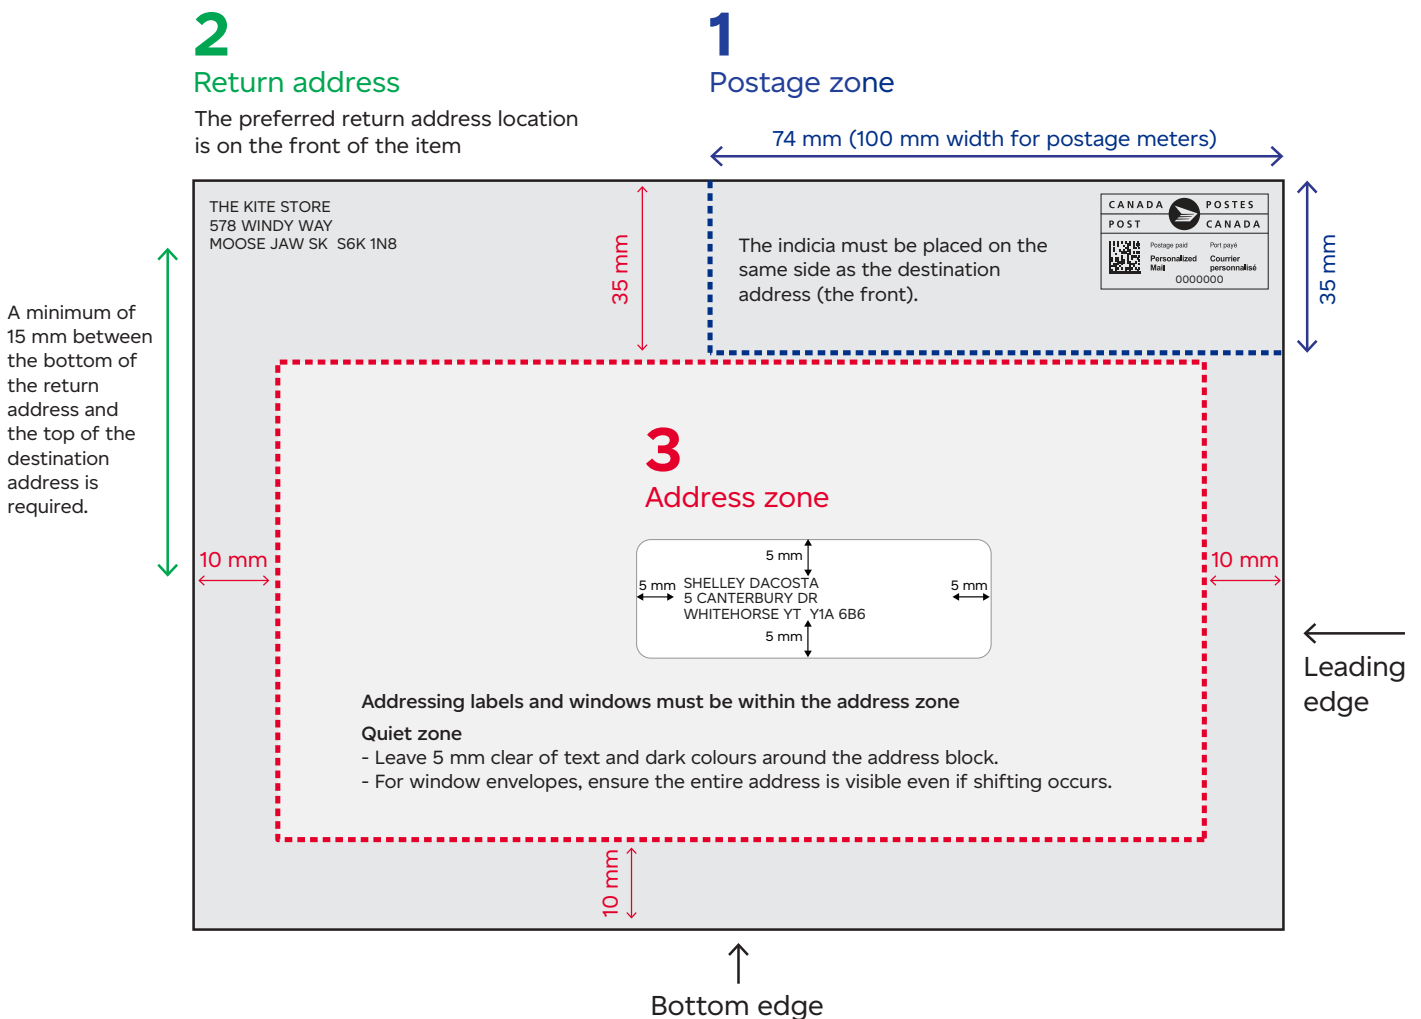 2
Return address
The preferred return address location
is on the front of the item
1
Postage zone
74 mm (100 mm width for postage meters)
THE KITE STORE
578 WINDY WAY
MOOSE JAW SK  S6K 1N8
35 mm
The indicia must be placed on the
same side as the destination
address (the front).
CANADA POSTES
POST CANADA
Postage paid Port payé
Personalized Courrier
Mail personnalisé
0000000
35 mm
A minimum of
15 mm between
the bottom of
the return
address and
the top of the
destination
address is
required.
3
Address zone
10 mm
10 mm
5 mm
5 mm
SHELLEY DACOSTA
5 CANTERBURY DR
WHITEHORSE YT  Y1A 6B6
5 mm
5 mm
Leading
edge
Addressing labels and windows must be within the address zone
Quiet zone
- Leave 5 mm clear of text and dark colours around the address block.
- For window envelopes, ensure the entire address is visible even if shifting occurs.
10 mm
Bottom edge